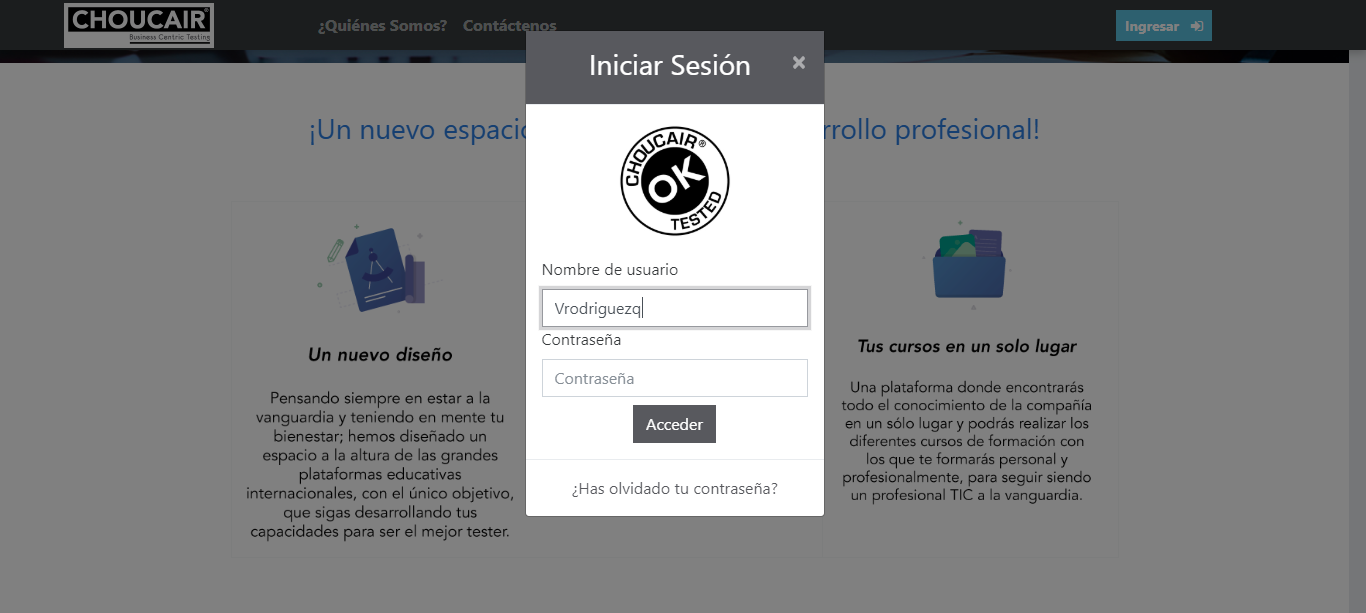 CHOUCAIR®
Business Centric Testing
¿Quiénes Somos?
Contáctenos
Ingresar
Iniciar Sesión
×
¡Un nuevo espacio
rrollo profesional!
CHOUCAIR®
OK
TESTED
Nombre de usuario
Vrodriguezq
Contraseña
Contraseña
Acceder
¿Has olvidado tu contraseña?
Un nuevo diseño
Pensando siempre en estar a la
vanguardia y teniendo en mente tu
bienestar; hemos diseñado un
espacio a la altura de las grandes
plataformas educativas
internacionales, con el único objetivo,
que sigas desarrollando tus
capacidades para ser el mejor tester.
Tus cursos en un solo lugar
Una plataforma donde encontrarás
todo el conocimiento de la compañía
en un sólo lugar y podrás realizar los
diferentes cursos de formación con
los que te formarás personal y
profesionalmente, para seguir siendo
un profesional TIC a la vanguardia.